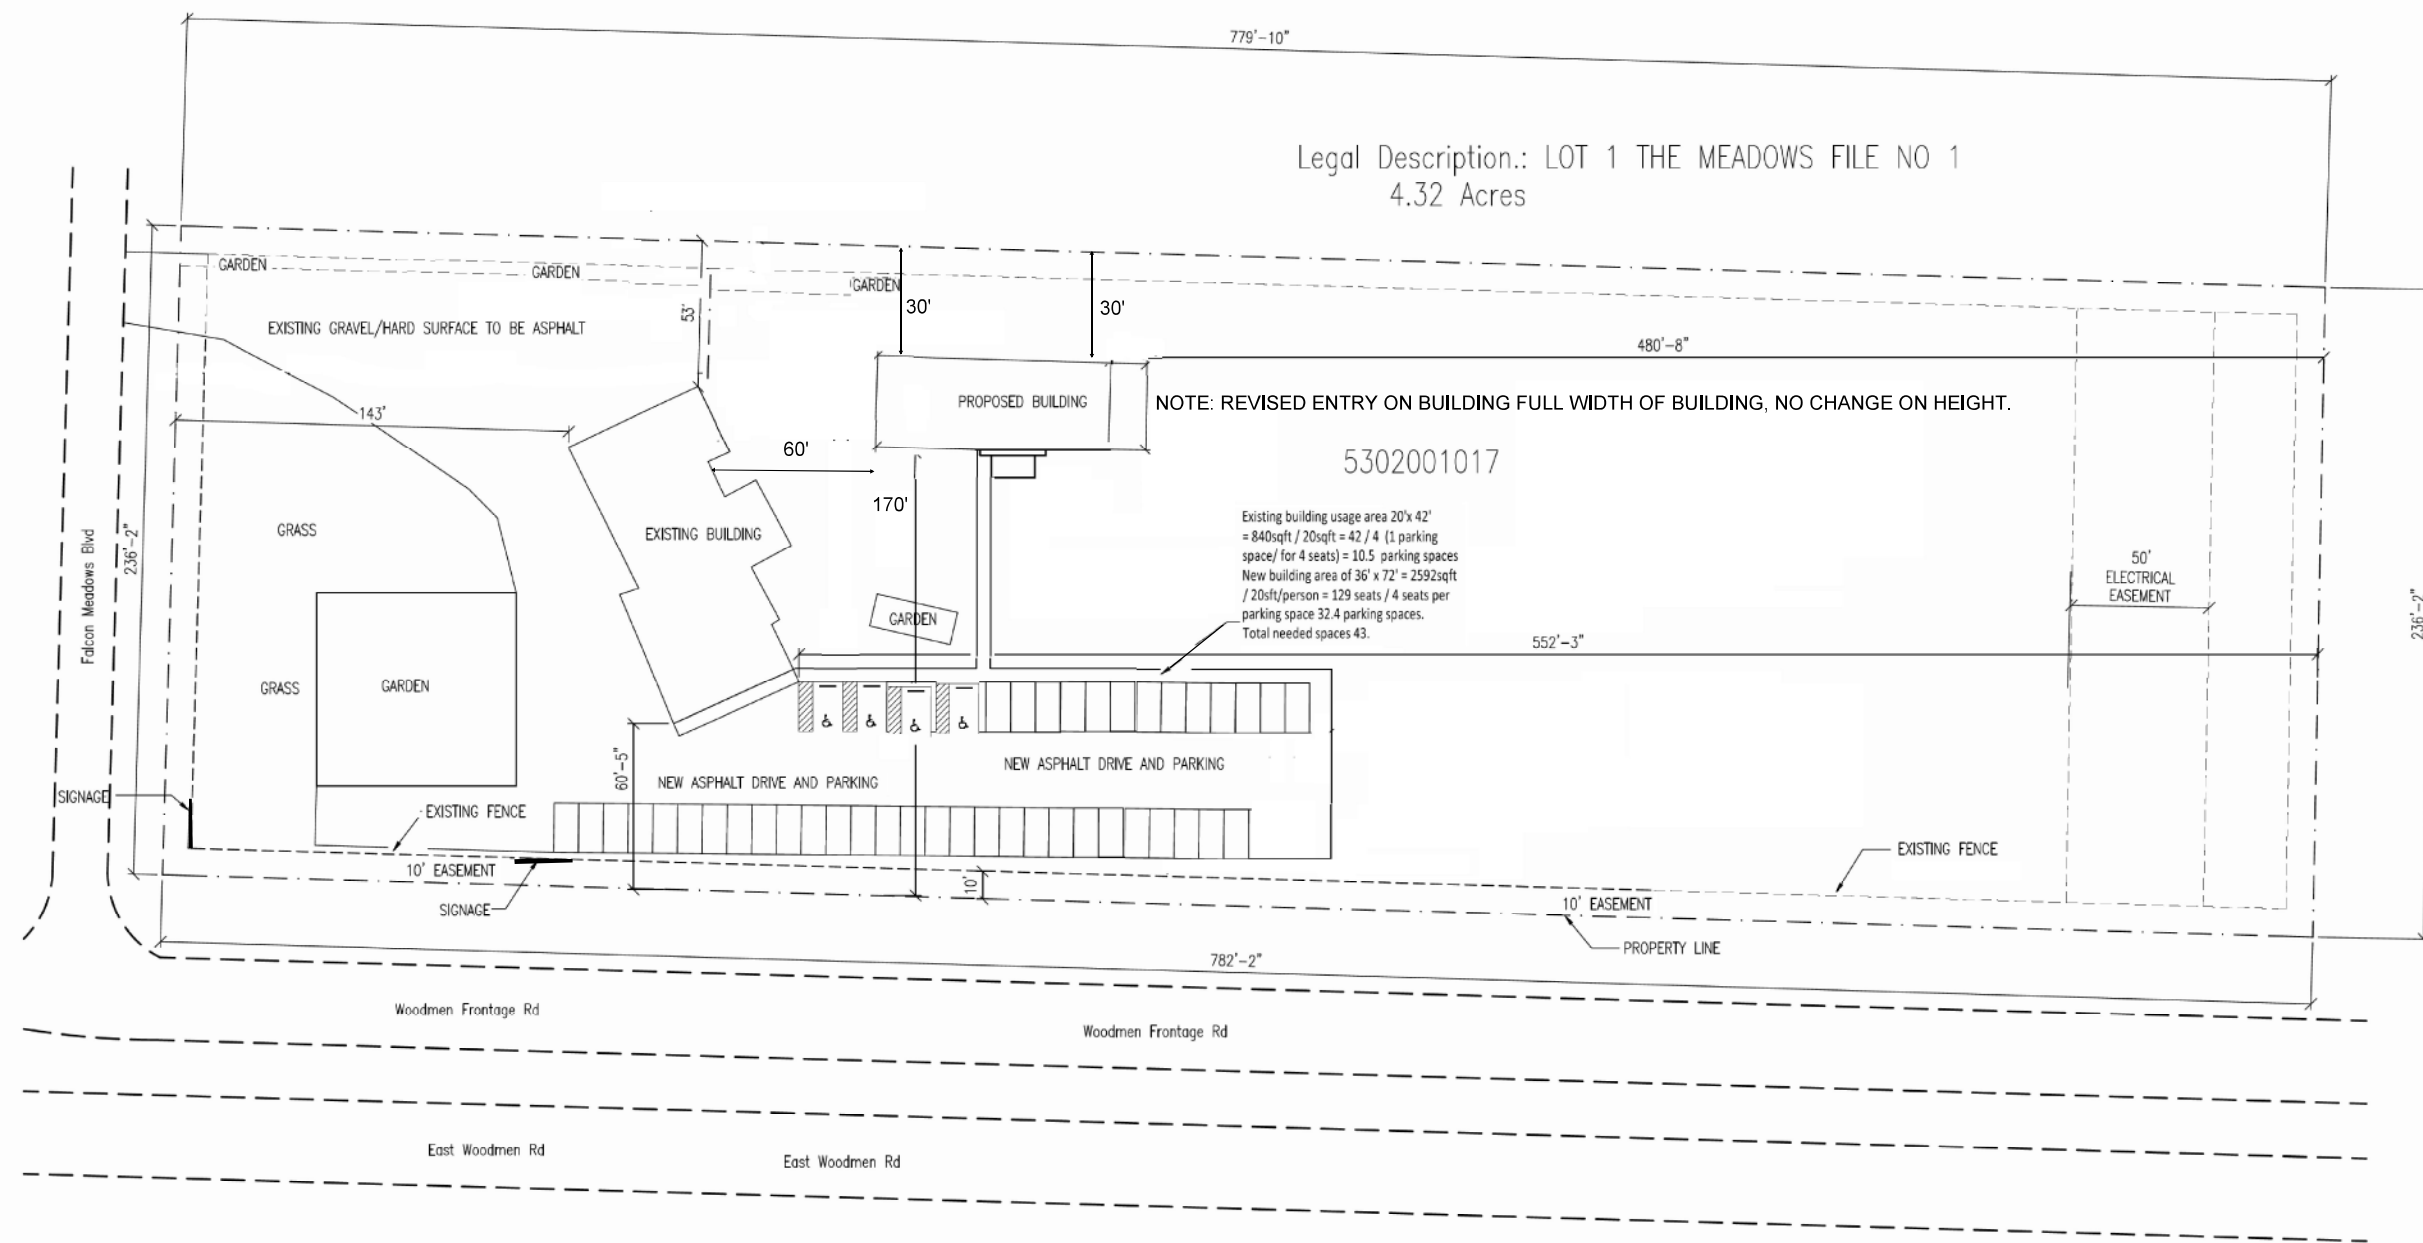 779'-10"
Legal Description.: LOT 1 THE MEADOWS FILE NO 1
4.32 Acres
GARDEN
GARDEN
GARDEN
30'
30'
53'
EXISTING GRAVEL/HARD SURFACE TO BE ASPHALT
480'-8"
PROPOSED BUILDING
NOTE: REVISED ENTRY ON BUILDING FULL WIDTH OF BUILDING, NO CHANGE ON HEIGHT.
143'
60'
5302001017
170'
Existing building usage area 20'x 42'
= 840sqft / 20sqft = 42 / 4 (1 parking
space/ for 4 seats) = 10.5 parking spaces
New building area of 36' x 72' = 2592sqft
/ 20sft/person = 129 seats / 4 seats per
parking space 32.4 parking spaces.
Total needed spaces 43.
GRASS
EXISTING BUILDING
236'-2"
Falcon Meadows Blvd
50'
ELECTRICAL
EASEMENT
236'-2"
GARDEN
552'-3"
GRASS
GARDEN
60'-5"
NEW ASPHALT DRIVE AND PARKING
NEW ASPHALT DRIVE AND PARKING
SIGNAGE
EXISTING FENCE
EXISTING FENCE
10' EASEMENT
10'
10' EASEMENT
SIGNAGE
PROPERTY LINE
782'-2"
Woodmen Frontage Rd
Woodmen Frontage Rd
East Woodmen Rd
East Woodmen Rd